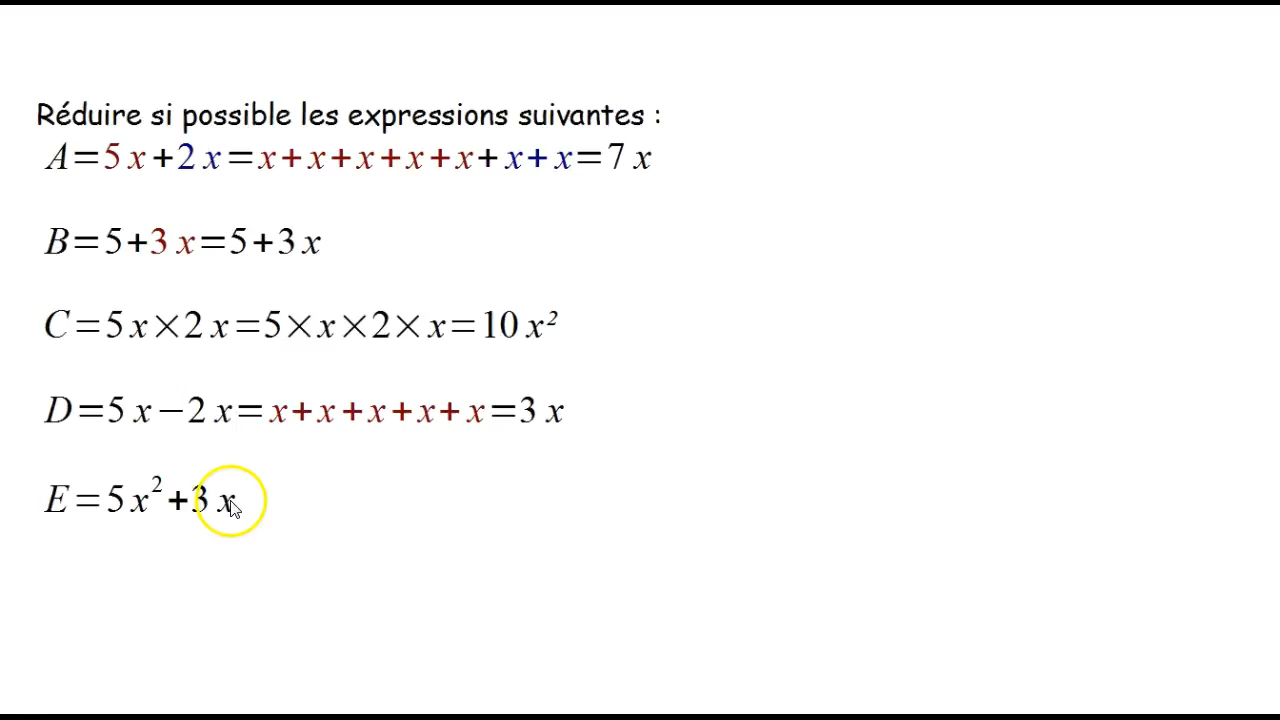 Réduire si possible les expressions suivantes :
A=5x+2x=x+x+x+x+x+x+x=7x
B=5+3x=5+3x
C=5x×2x=5×x×2×x=10x²
D=5x−2x=x+x+x+x+x=3x
E=5x²+3x